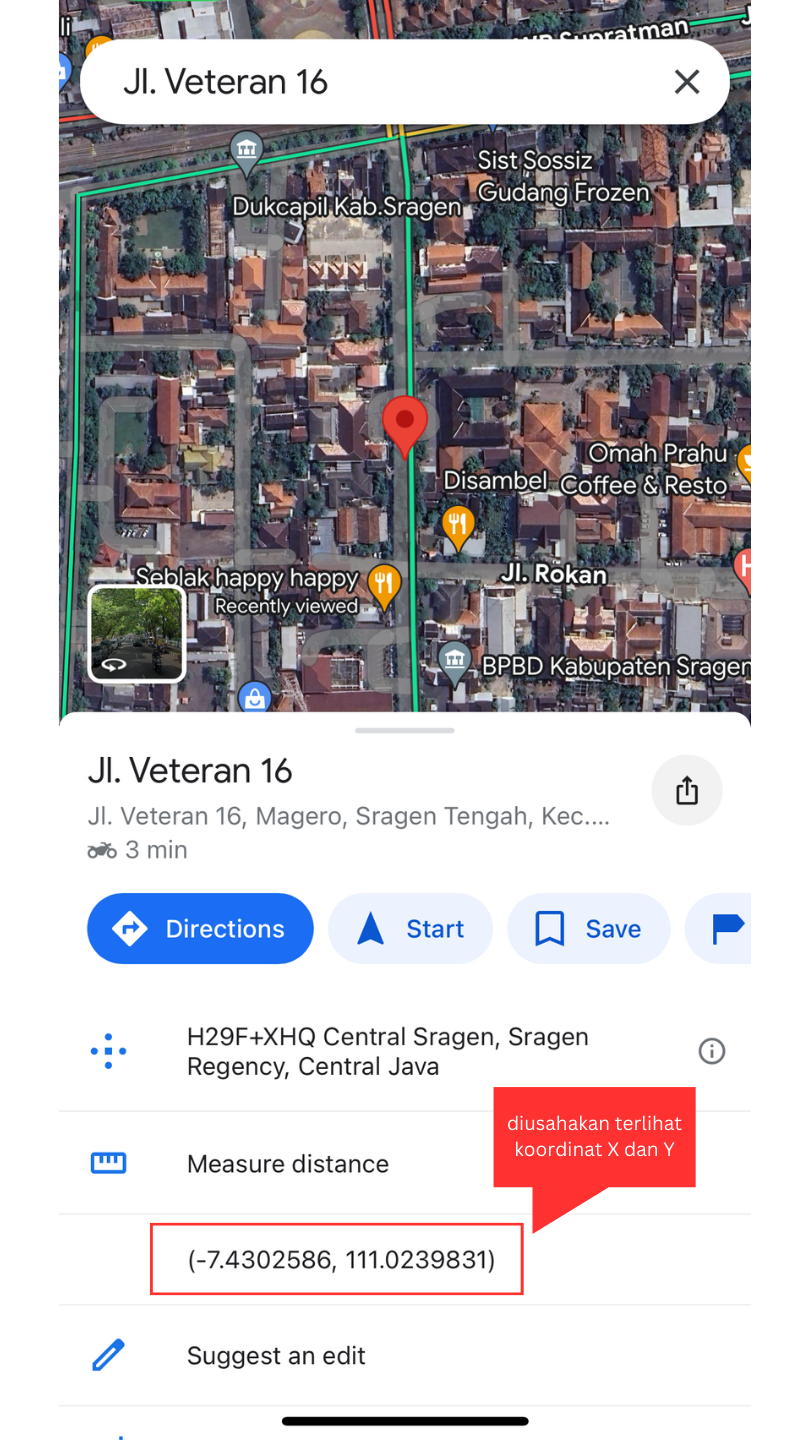 li
WR Supratman
Jl. Veteran 16
Sist Sossiz
Gudang Frozen
Dukcapil Kab.Sragen
Omah Prahu
Coffee & Resto
Disambel
Jl. Rokan
Seblak happy happy
Recently viewed
H
BPBD Kabupaten Sragen
Jl. Veteran 16
Jl. Veteran 16, Magero, Sragen Tengah, Kec....
3 min
Directions
Start
Save
H29F+XHQ Central Sragen, Sragen
Regency, Central Java
diusahakan terlihat
koordinat X dan Y
Measure distance
(-7.4302586, 111.0239831)
Suggest an edit